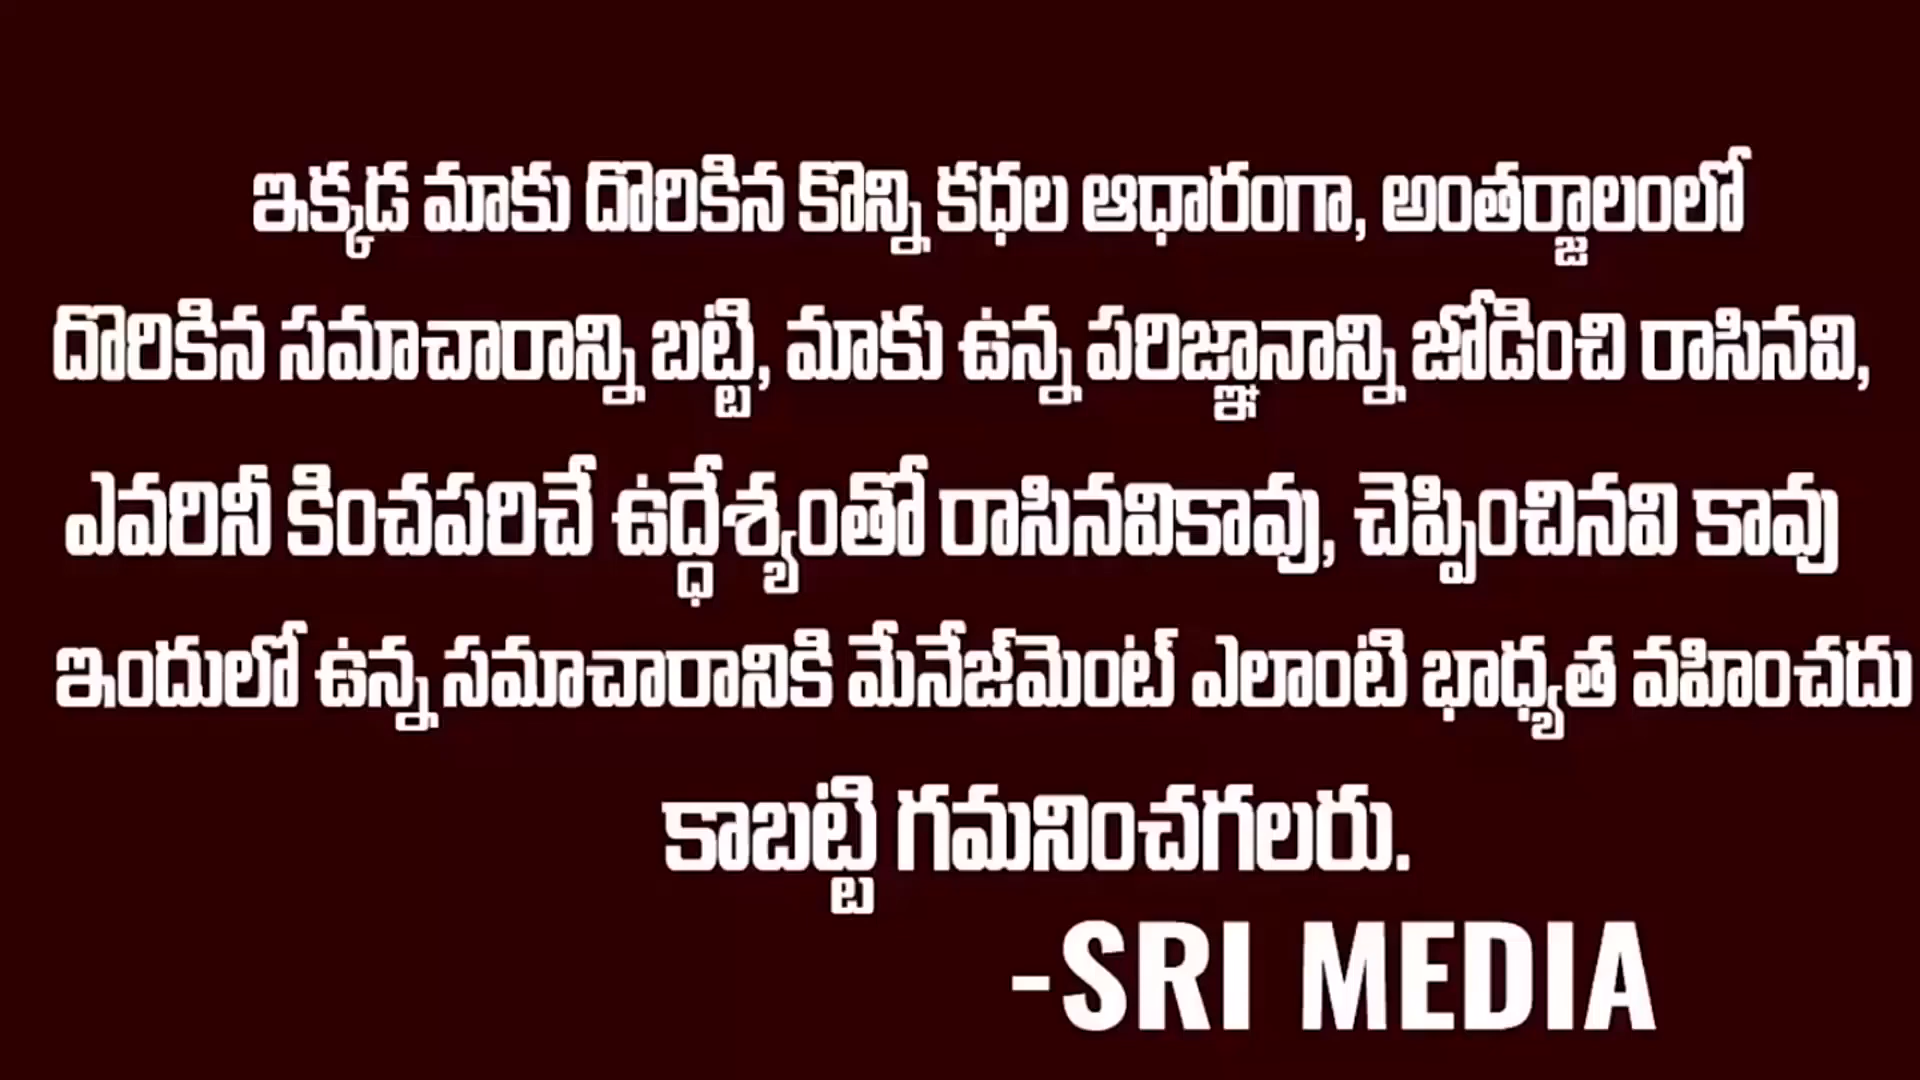 ఇక్కడ మాకు దొరికిన కొన్ని కధల ఆధారంగా, అంతర్జాలంలో
దొరికిన సమాచారాన్ని బట్టి, మాకు ఉన్న పరిజ్ఞానాన్ని జోడించి రాసినవి,
ఎవరినీ కించపరిచే ఉద్ధేశ్యంతో రాసినవికావు, చెప్పించినవి కావు
ఇందులో ఉన్న సమాచారానికి మేనేజ్‌మెంట్ ఎలాంటి భాధ్యత వహించదు
కాబట్టి గమనించగలరు.
-SRI MEDIA